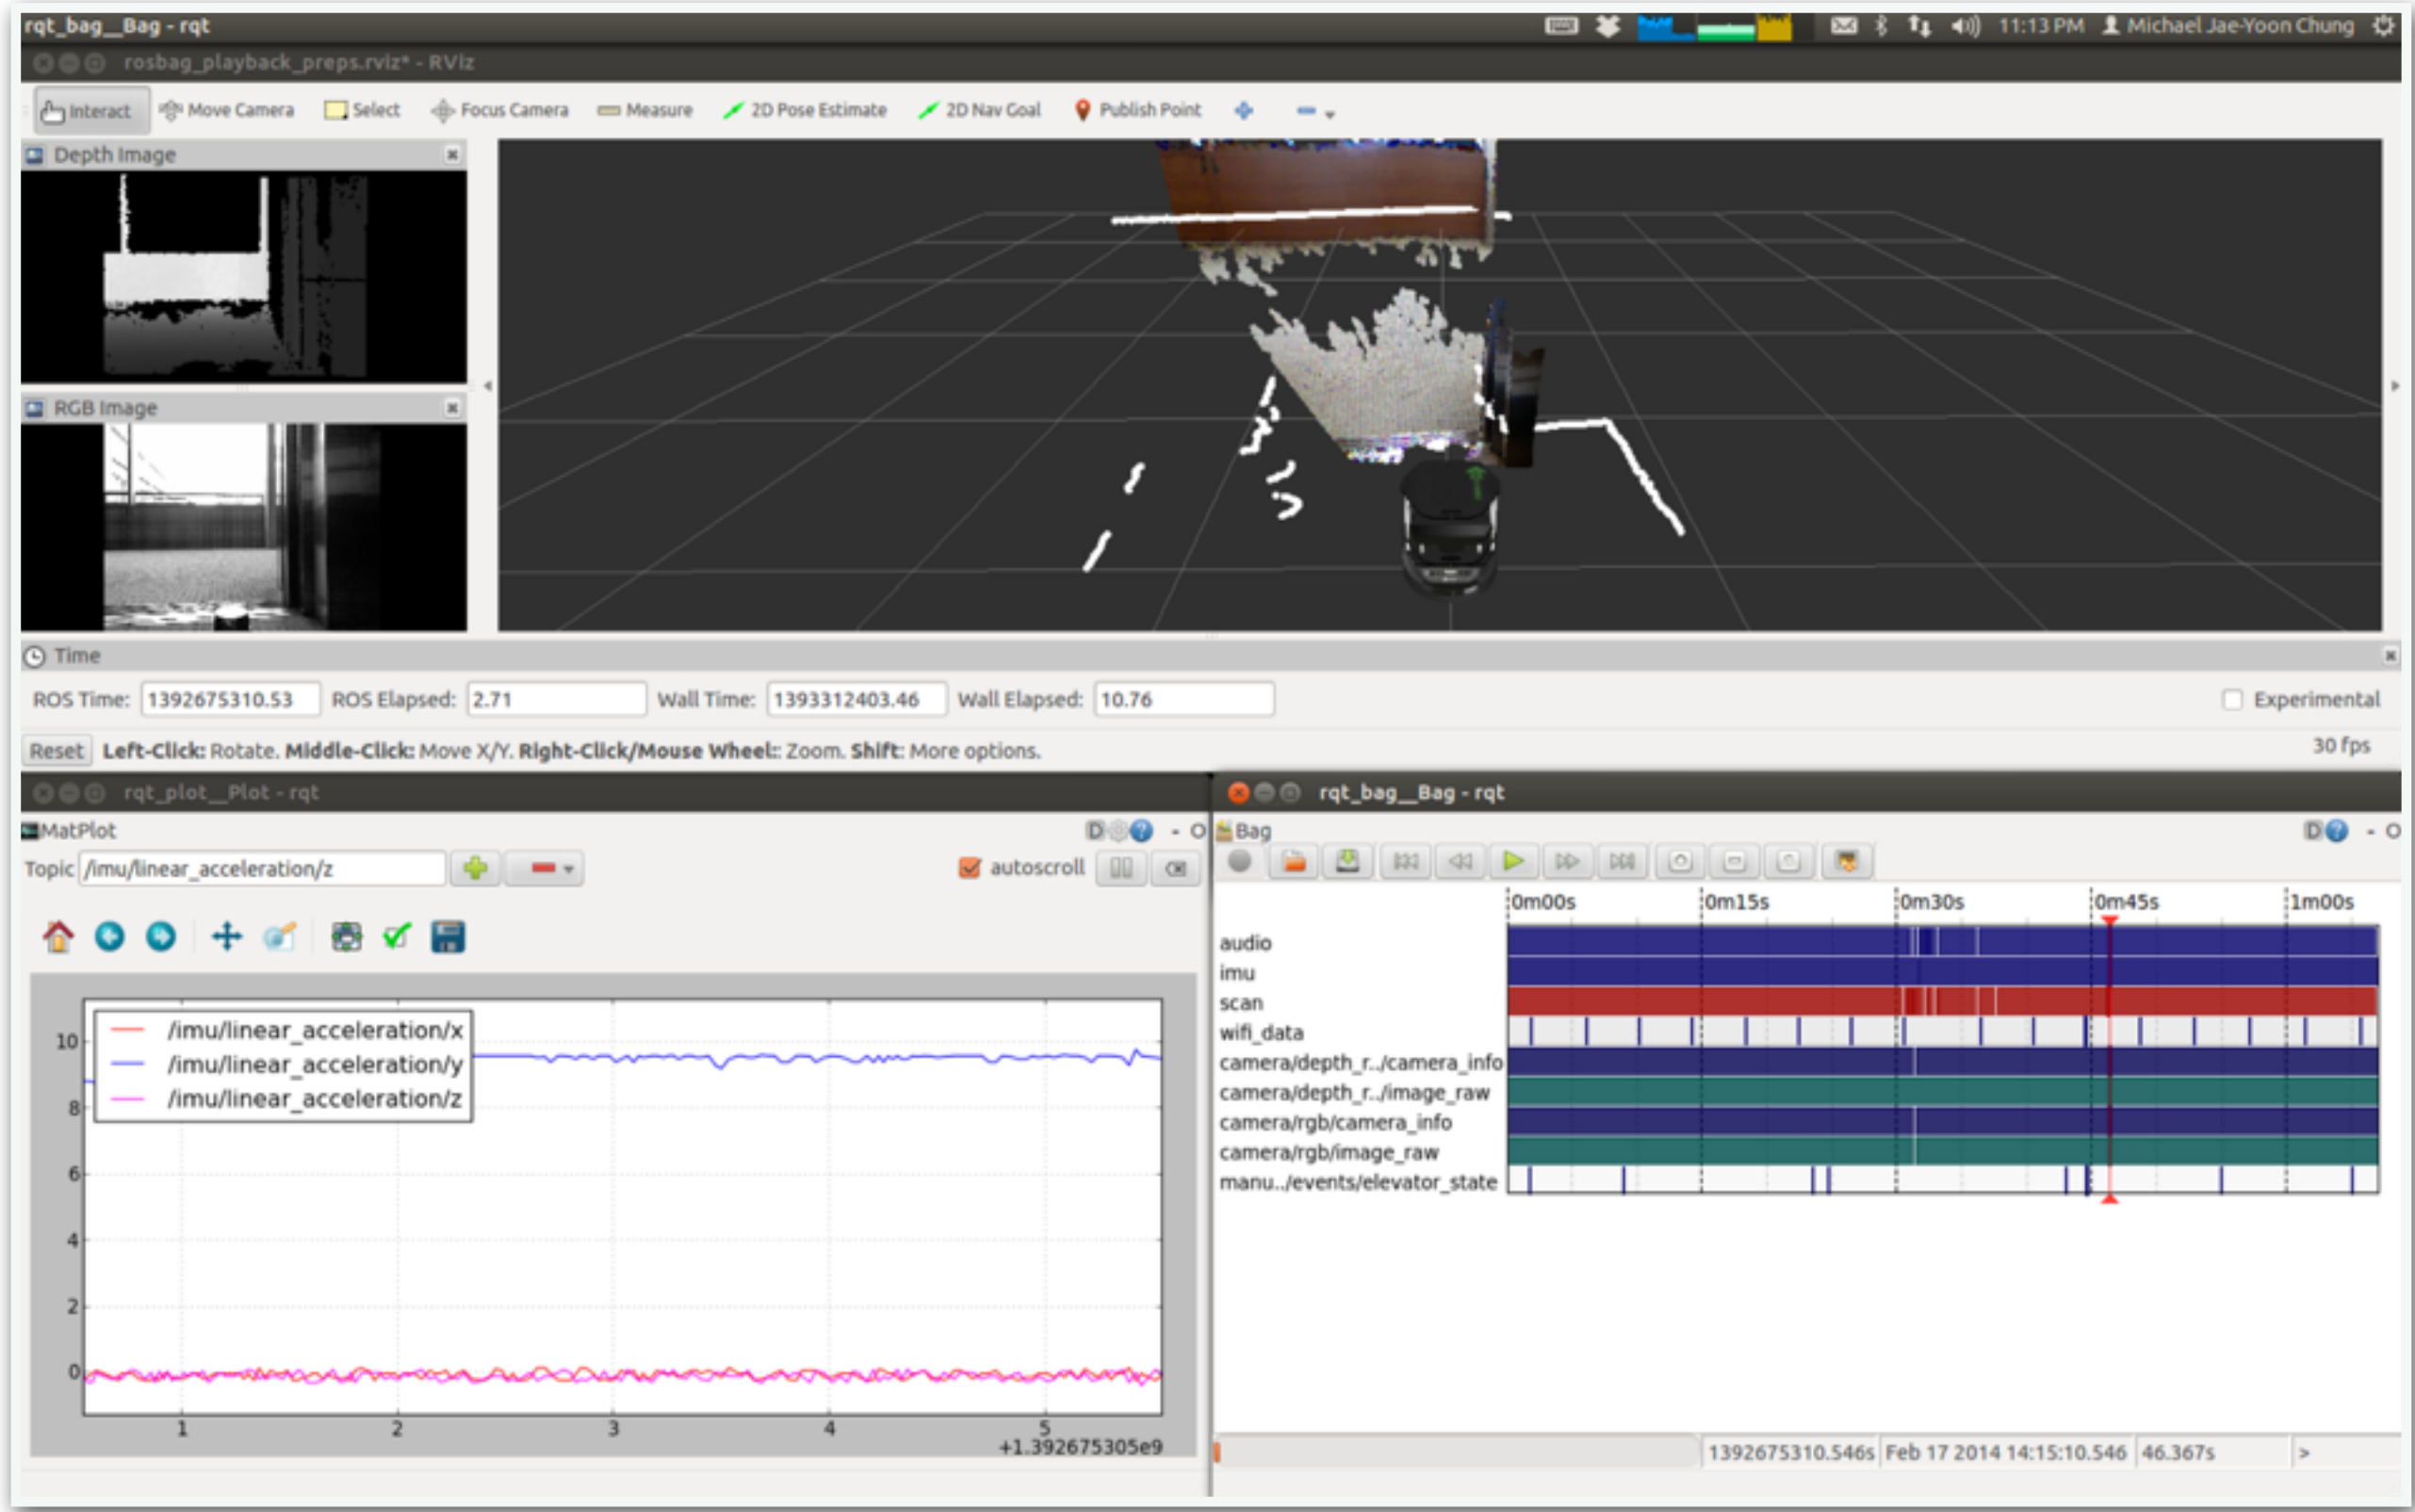 rqt_bag__Bag - rqt
11:13 PM Michael Jae-Yoon Chung
rosbag_playback_preps.rviz* - RViz
Interact Move Camera Select Focus Camera Measure 2D Pose Estimate 2D Nav Goal Publish Point
Depth Image
RGB Image
Time
ROS Time: 1392675310.53 ROS Elapsed: 2.71 Wall Time: 1393312403.46 Wall Elapsed: 10.76 Experimental
Reset Left-Click: Rotate. Middle-Click: Move X/Y. Right-Click/Mouse Wheel:: Zoom. Shift: More options. 30 fps
rqt_plot__Plot - rqt
MatPlot D ? - O
Topic /imu/linear_acceleration/z autoscroll
/imu/linear_acceleration/x
/imu/linear_acceleration/y
/imu/linear_acceleration/z
10
8
6
4
2
0
1 2 3 4 5
+1.392675305e9
rqt_bag__Bag - rqt
Bag D ? - O
0m00s 0m15s 0m30s 0m45s 1m00s
audio
imu
scan
wifi_data
camera/depth_r../camera_info
camera/depth_r../image_raw
camera/rgb/camera_info
camera/rgb/image_raw
manu../events/elevator_state
1392675310.546s Feb 17 2014 14:15:10.546 46.367s >